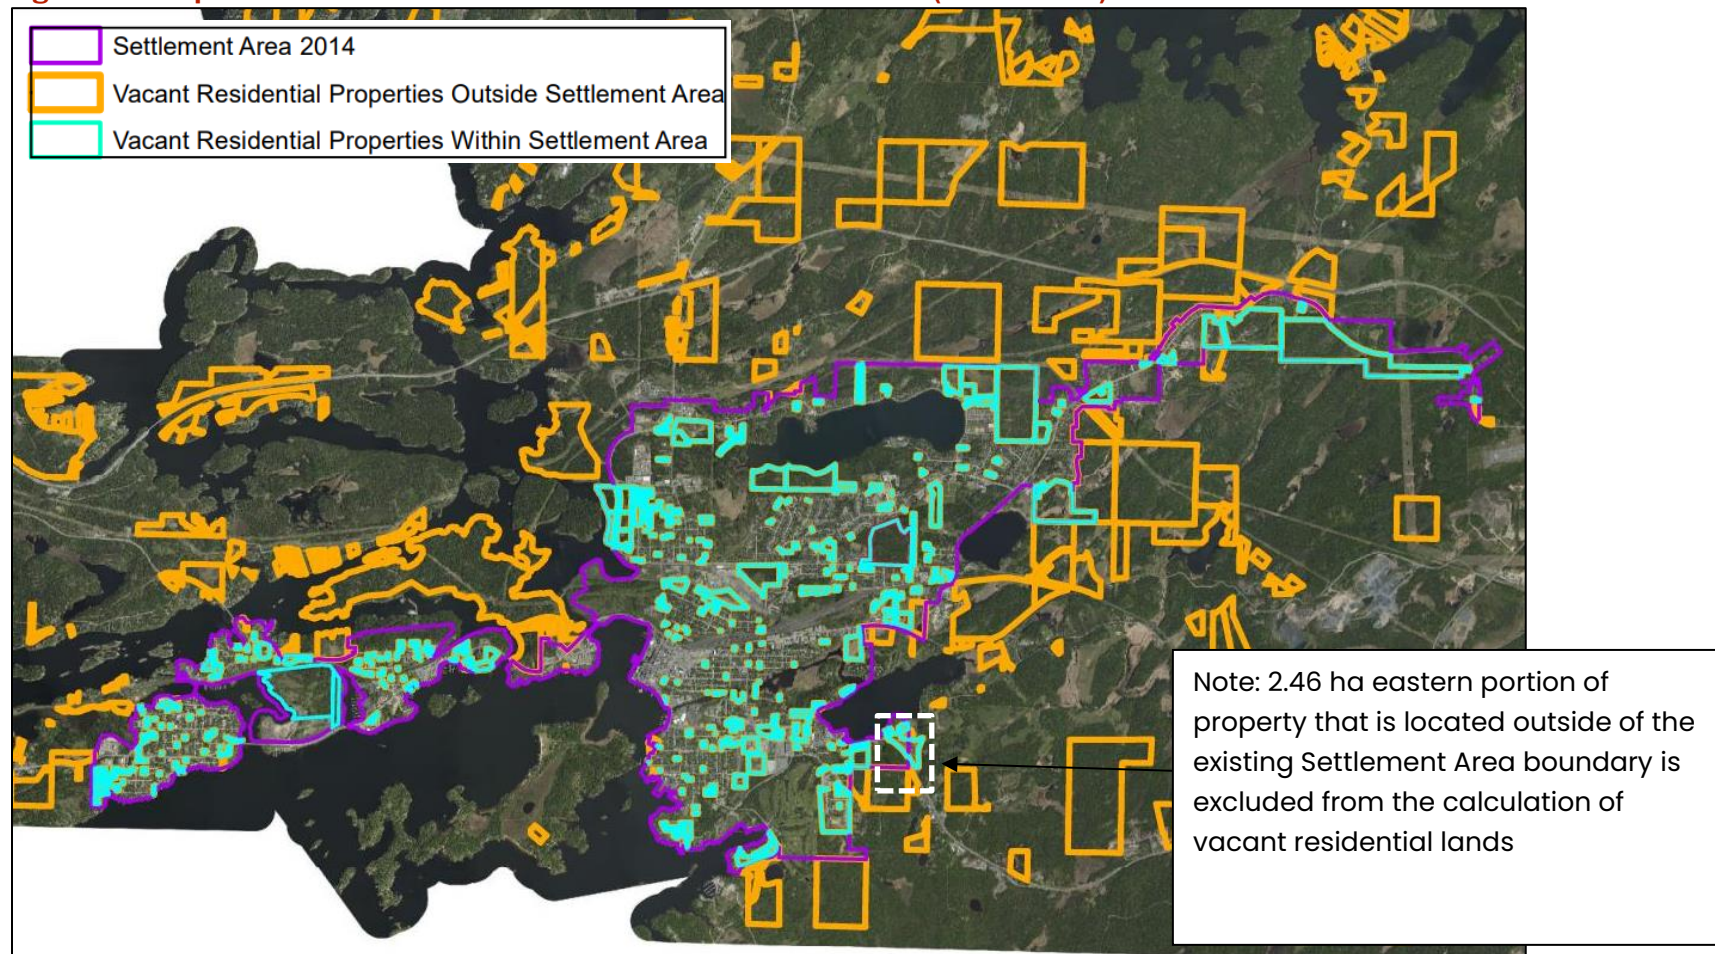 Settlement Area 2014
Vacant Residential Properties Outside Settlement Area
Vacant Residential Properties Within Settlement Area
Note: 2.46 ha eastern portion of
property that is located outside of the
existing Settlement Area boundary is
excluded from the calculation of
vacant residential lands